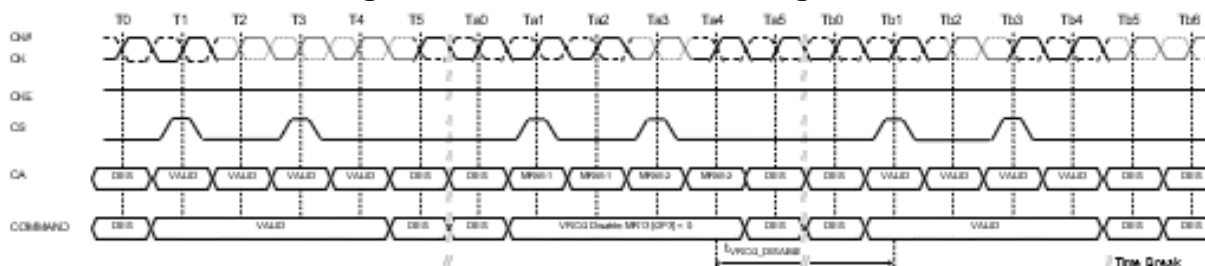 T0 T1 T2 T3 T4 T5 Ta0 Ta1 Ta2 Ta3 Ta4 Ta5 Tb0 Tb1 Tb2 Tb3 Tb4 Tb5 Tb6
CK#
CK
CKE
CS
CA DES VALID VALID VALID VALID DES DES MRW-1 MRW-1 MRW-2 MRW-2 DES DES VALID VALID VALID VALID DES DES
COMMAND DES VALID DES DES VRCG Disable MR13 [OP3] = 0 DES DES VALID DES DES
tVRCG_DISABLE
Time Break